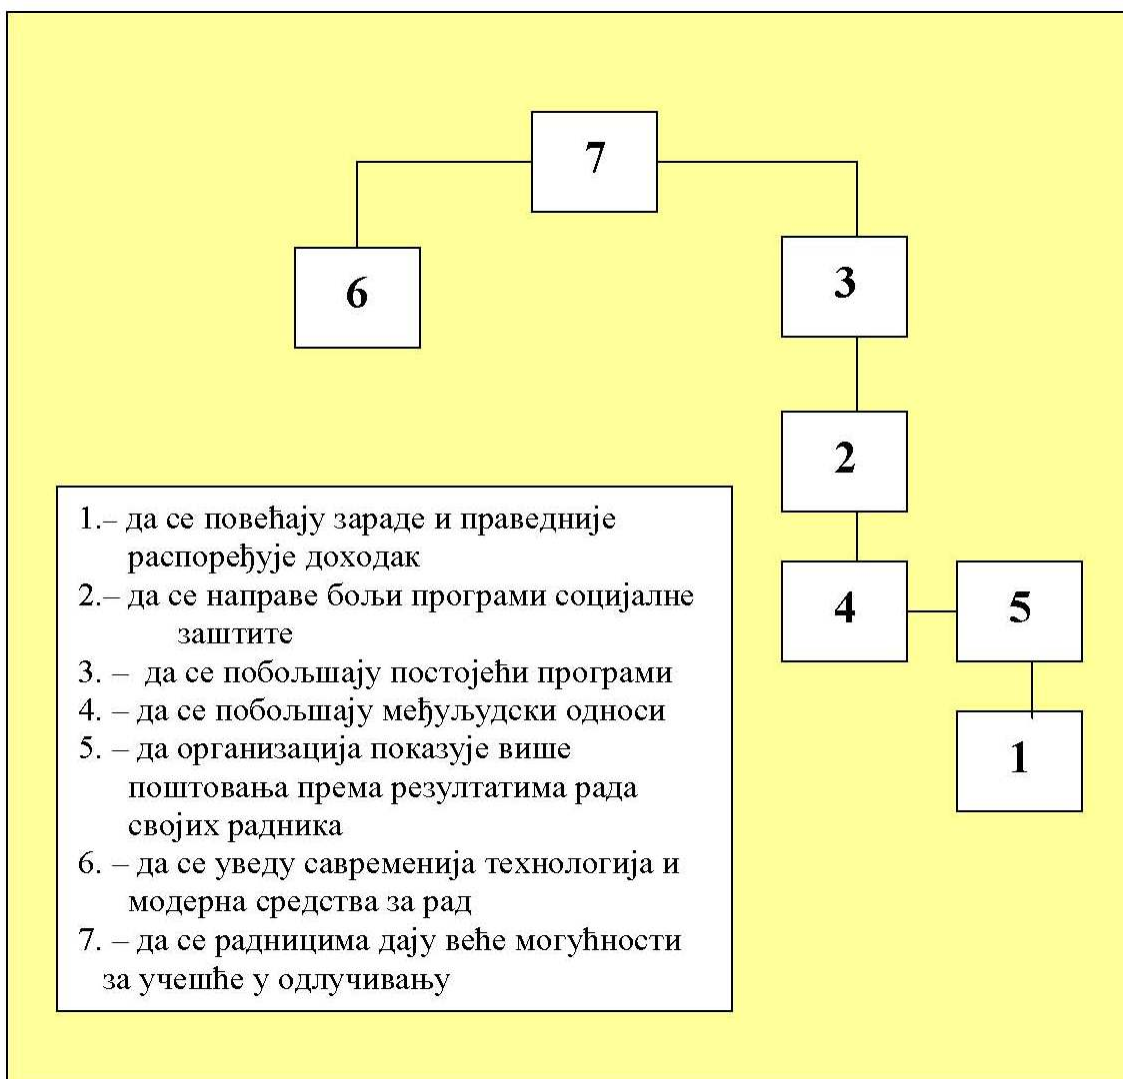 7
6
3
2
4
5
1
1.– да се повећају зараде и праведније
распоређује доходак
2.– да се направе бољи програми социјалне
заштите
3. – да се побољшају постојећи програми
4. – да се побољшају међуљудски односи
5. – да организација показује више
поштовања према резултатима рада
својих радника
6. – да се уведу савременија технологија и
модерна средства за рад
7. – да се радницима дају веће могућности
за учешће у одлучивању